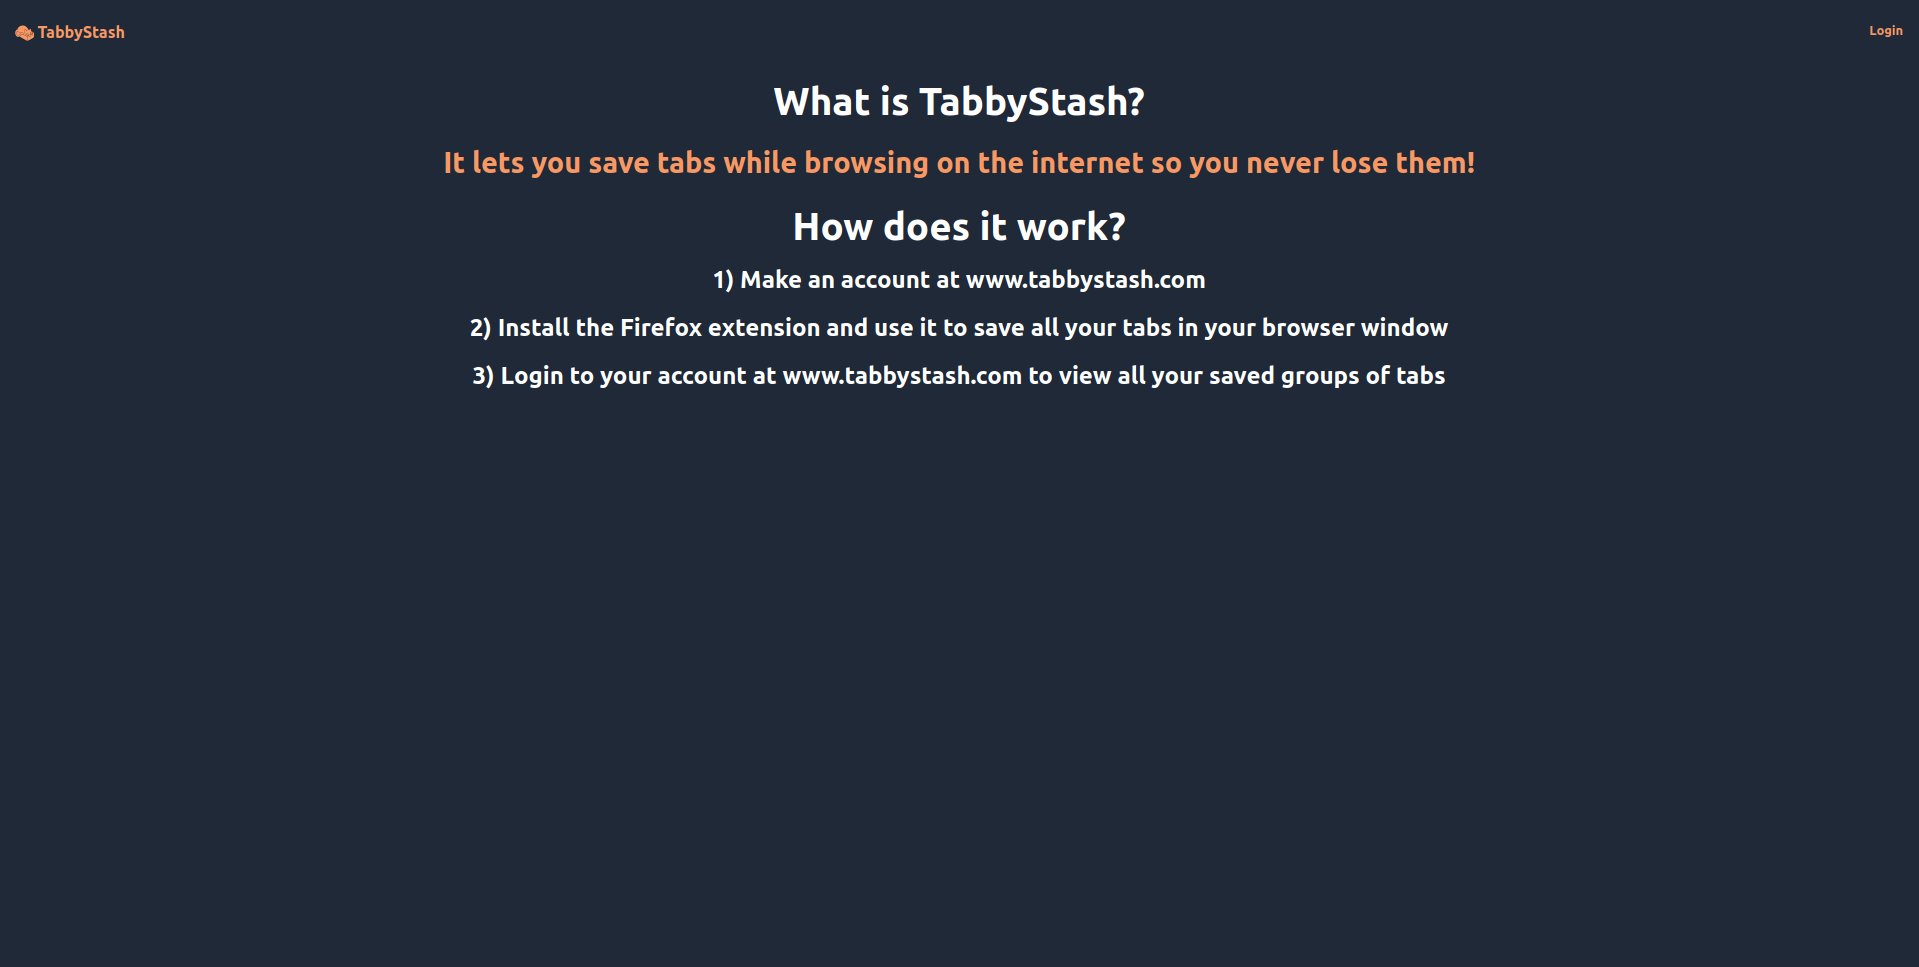 TabbyStash
Login
What is TabbyStash?
It lets you save tabs while browsing on the internet so you never lose them!
How does it work?
1) Make an account at www.tabbystash.com
2) Install the Firefox extension and use it to save all your tabs in your browser window
3) Login to your account at www.tabbystash.com to view all your saved groups of tabs